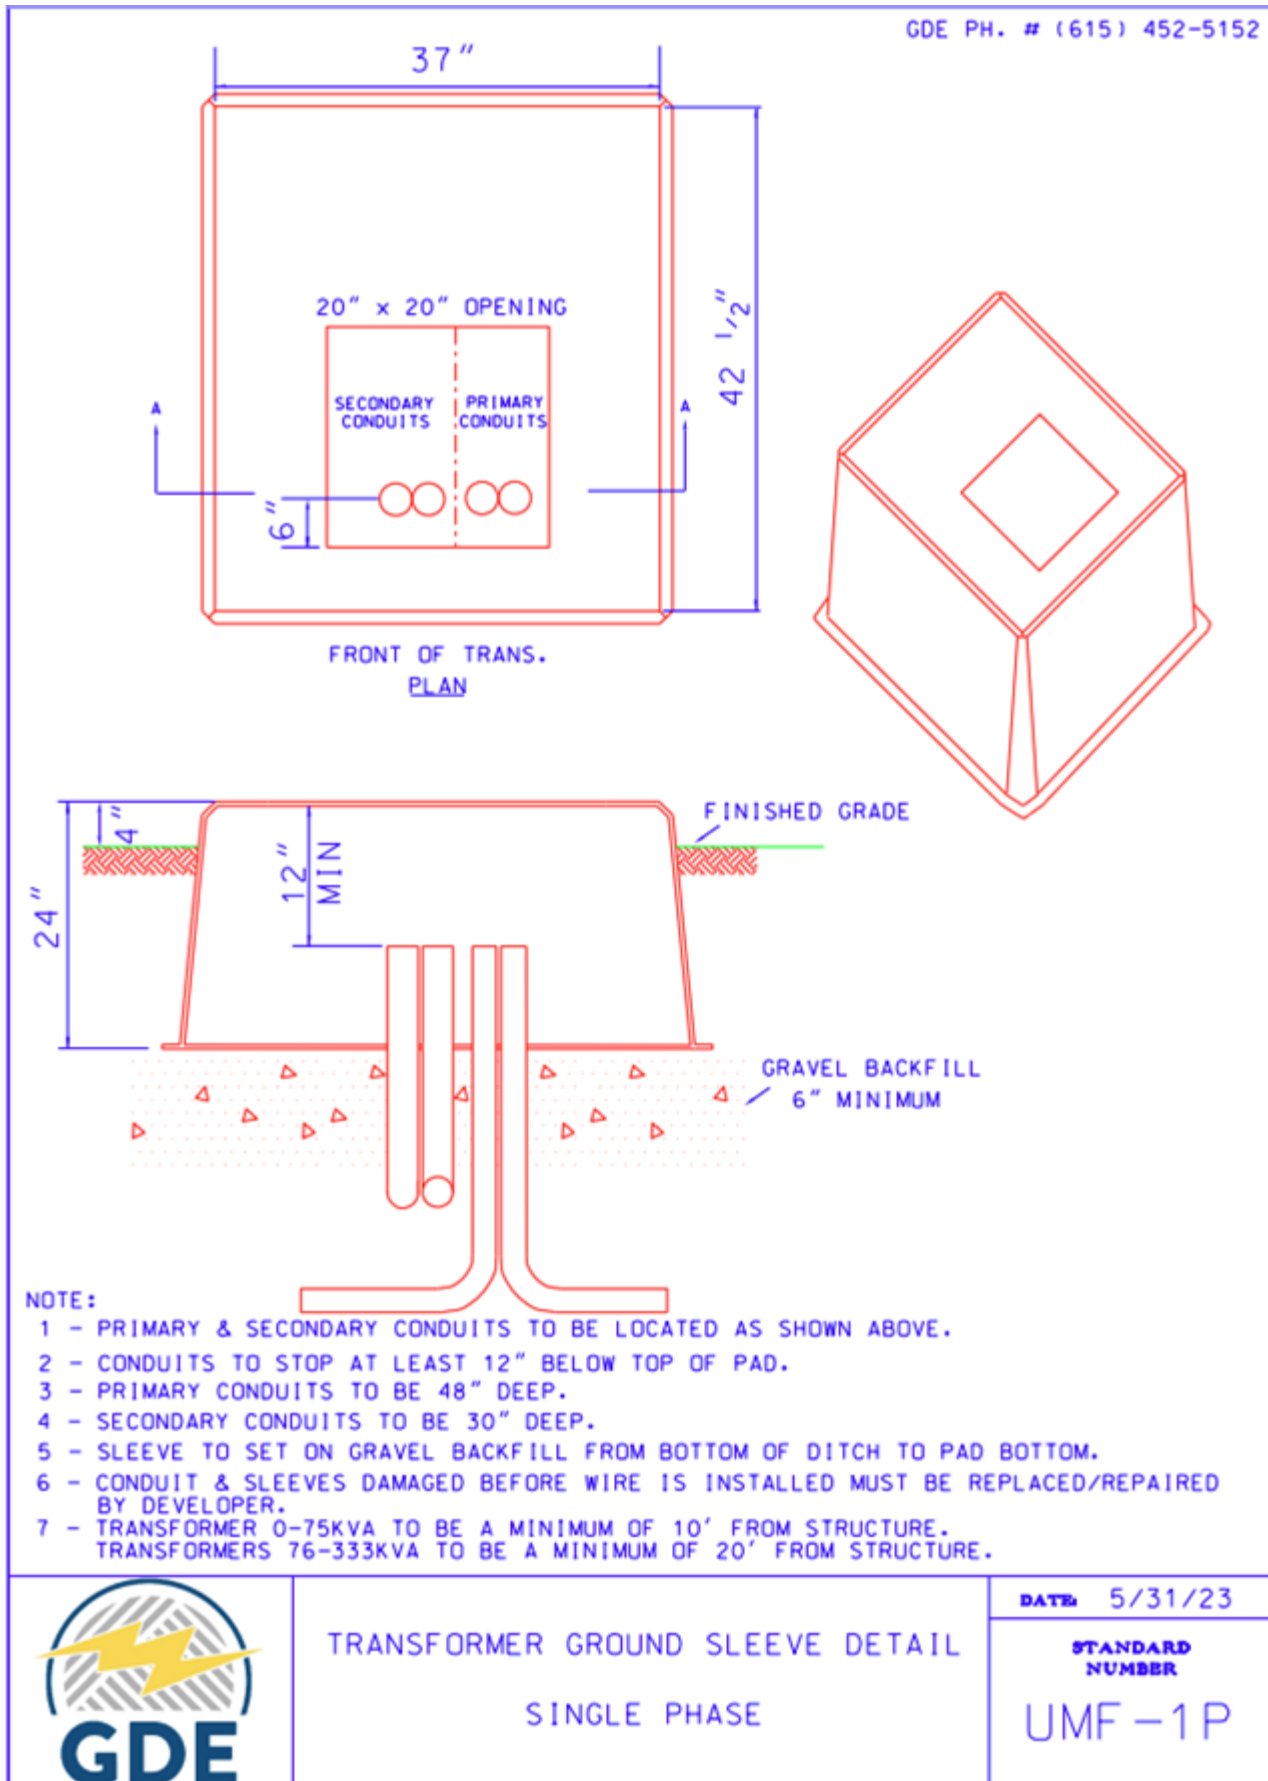 GDE PH. # (615) 452-5152
37"
20" x 20" OPENING
42 1/2"
SECONDARY CONDUITS
PRIMARY CONDUITS
A
A
6"
FRONT OF TRANS.
PLAN
4"
FINISHED GRADE
12" MIN
24"
GRAVEL BACKFILL
6" MINIMUM
NOTE:
1 - PRIMARY & SECONDARY CONDUITS TO BE LOCATED AS SHOWN ABOVE.
2 - CONDUITS TO STOP AT LEAST 12" BELOW TOP OF PAD.
3 - PRIMARY CONDUITS TO BE 48" DEEP.
4 - SECONDARY CONDUITS TO BE 30" DEEP.
5 - SLEEVE TO SET ON GRAVEL BACKFILL FROM BOTTOM OF DITCH TO PAD BOTTOM.
6 - CONDUIT & SLEEVES DAMAGED BEFORE WIRE IS INSTALLED MUST BE REPLACED/REPAIRED
BY DEVELOPER.
7 - TRANSFORMER 0-75KVA TO BE A MINIMUM OF 10' FROM STRUCTURE.
TRANSFORMERS 76-333KVA TO BE A MINIMUM OF 20' FROM STRUCTURE.
GDE
TRANSFORMER GROUND SLEEVE DETAIL
SINGLE PHASE
DATE: 5/31/23
STANDARD
NUMBER
UMF-1P